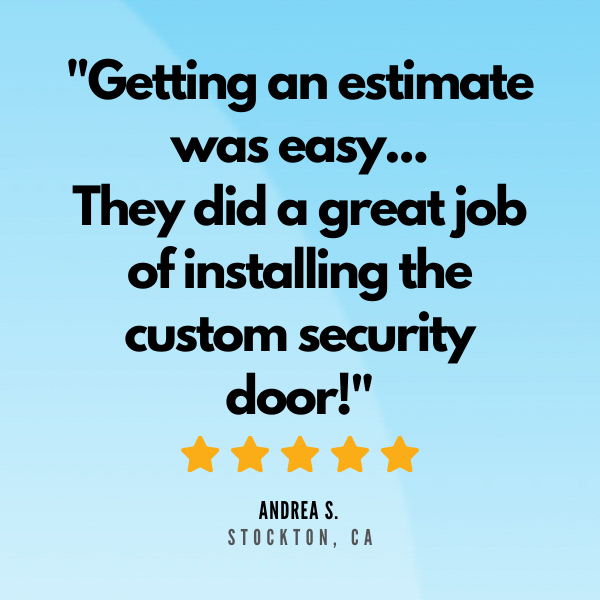 "Getting an estimate
was easy...
They did a great job
of installing the
custom security
door!"
ANDREA S.
STOCKTON, CA